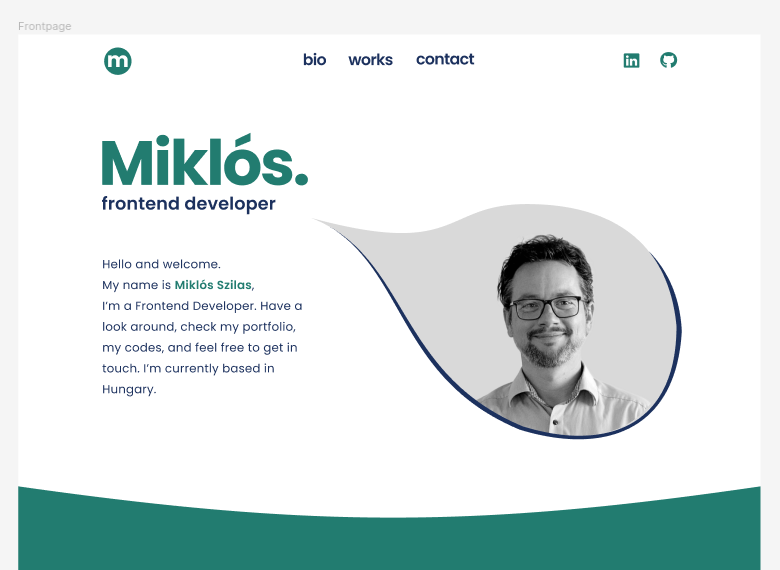 Frontpage
m
bio works contact
in
Miklós.
frontend developer
Hello and welcome.
My name is Miklós Szilas,
I’m a Frontend Developer. Have a
look around, check my portfolio,
my codes, and feel free to get in
touch. I’m currently based in
Hungary.